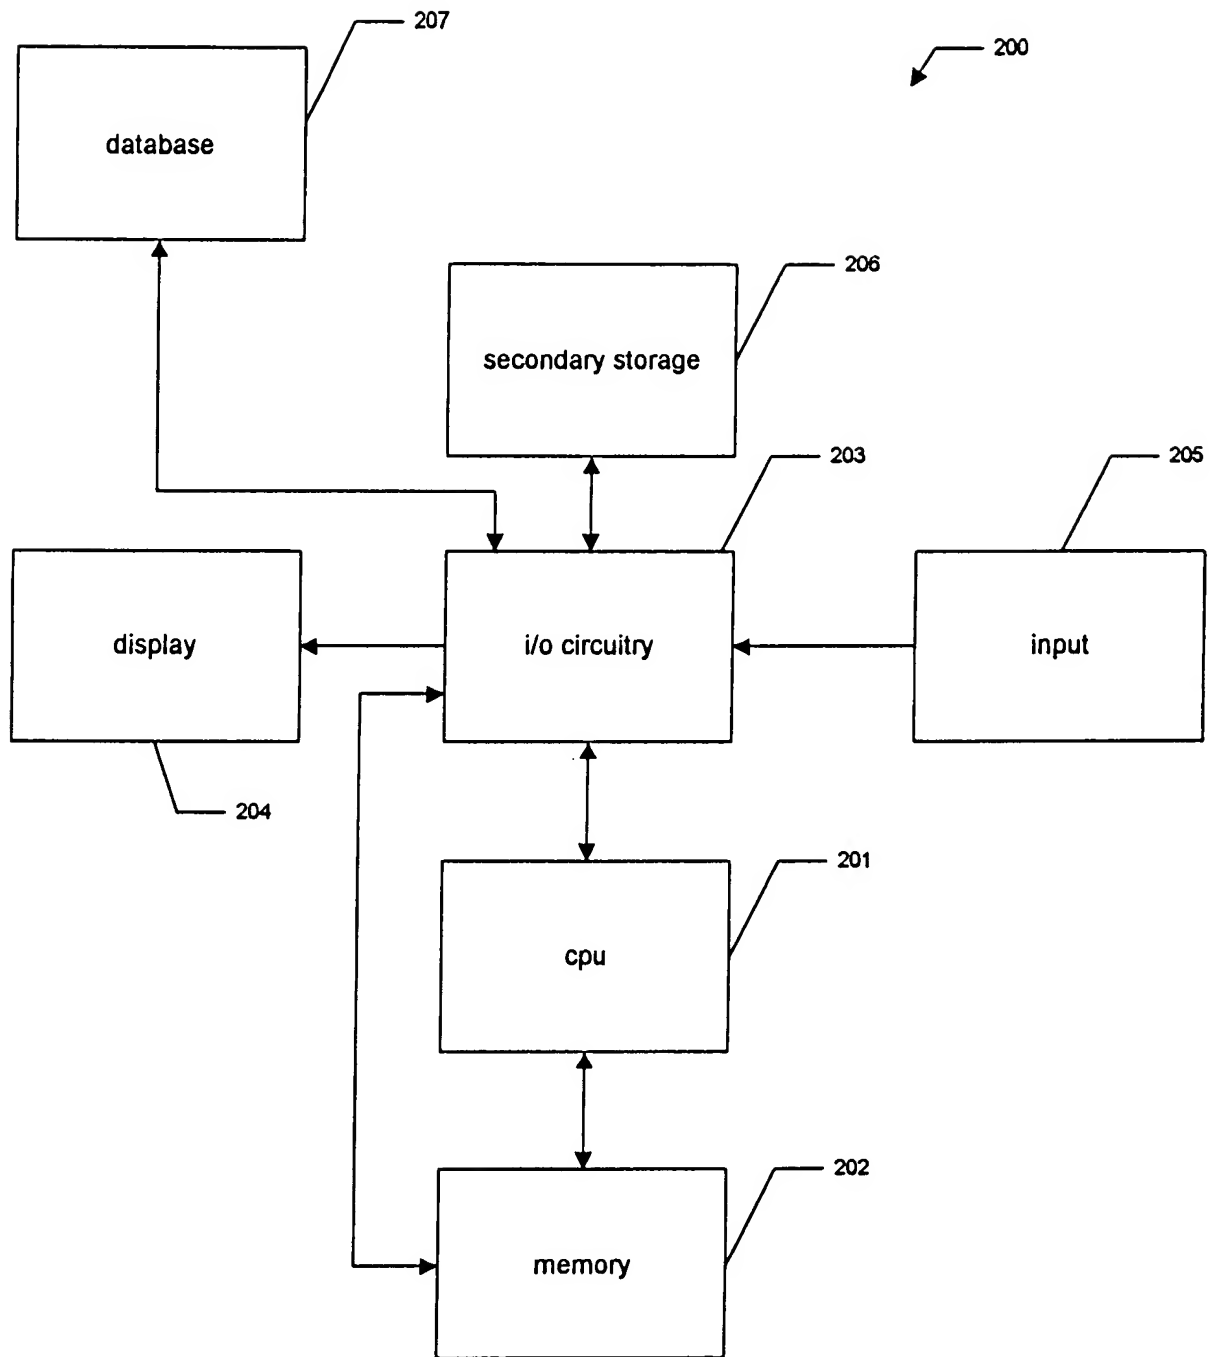 207
200
database
206
secondary storage
203
205
display
i/o circuitry
input
204
201
cpu
202
memory